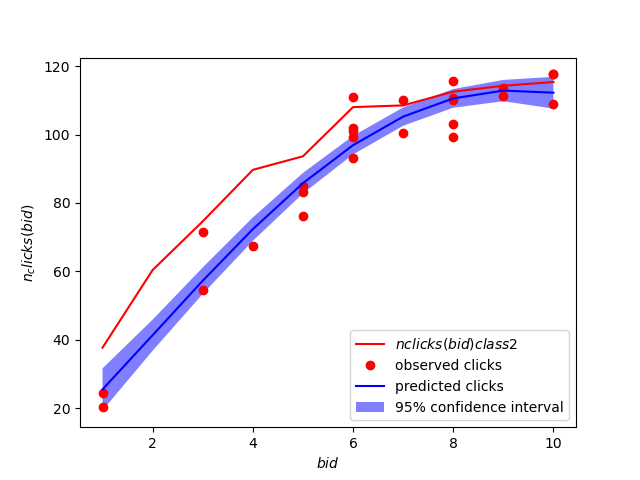 120
100
80
60
40
20
n_clicks(bid)
nclicks(bid)class2
observed clicks
predicted clicks
95% confidence interval
2 4 6 8 10
bid